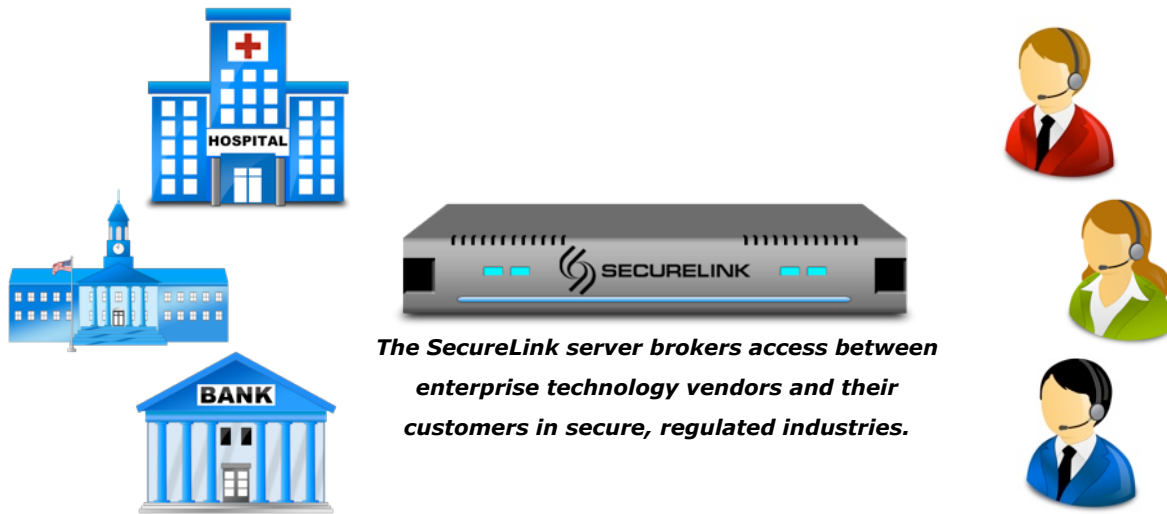 HOSPITAL
SECURELINK
BANK
The SecureLink server brokers access between
enterprise technology vendors and their
customers in secure, regulated industries.